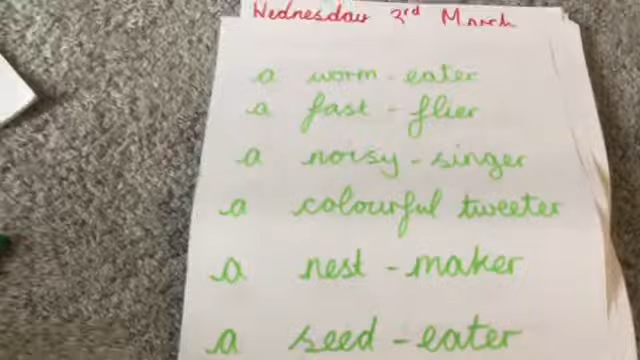 Wednesday 3rd March
a worm-eater
a fast-flier
a noisy-singer
a colourful tweeter
a nest-maker
a seed-eater